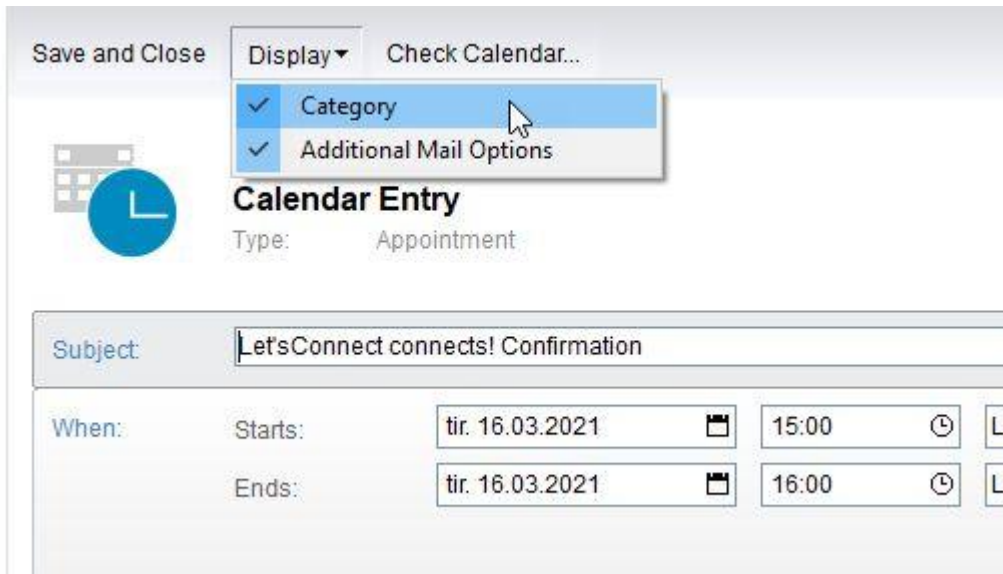 Save and Close Display Check Calendar...
Category
Additional Mail Options
Calendar Entry
Type: Appointment
Subject: Let'sConnect connects! Confirmation
When: Starts: tir. 16.03.2021 15:00 L
Ends: tir. 16.03.2021 16:00 L